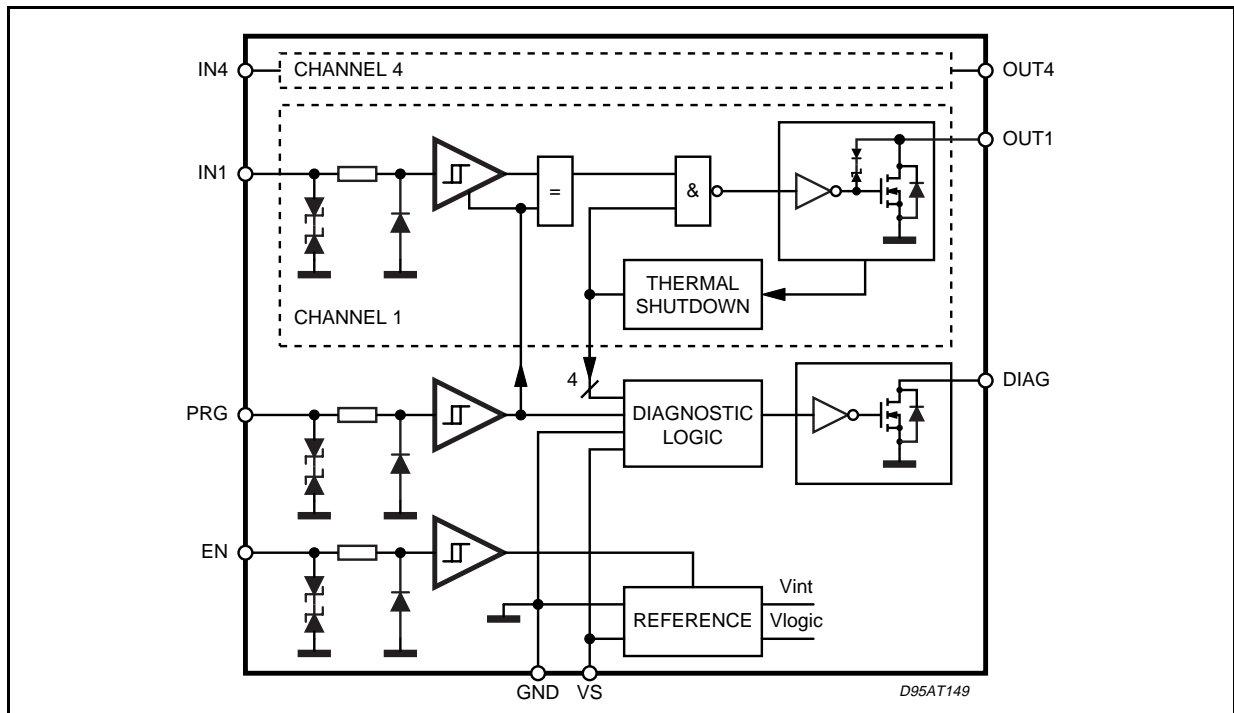 IN4
CHANNEL 4
OUT4
OUT1
IN1
=
&
THERMAL
SHUTDOWN
CHANNEL 1
4
DIAG
PRG
DIAGNOSTIC
LOGIC
EN
Vint
REFERENCE
Vlogic
GND
VS
D95AT149